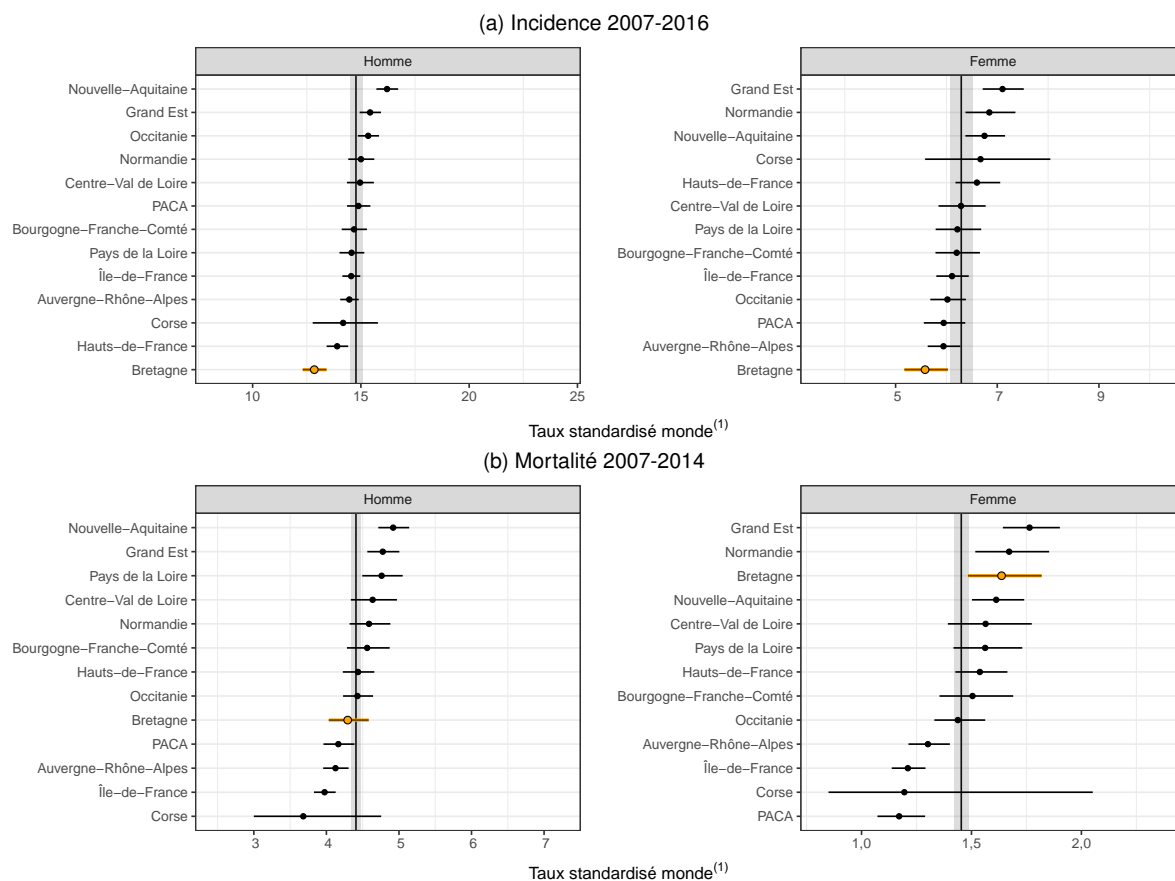 (a) Incidence 2007-2016
Homme
Nouvelle−Aquitaine
Grand Est
Occitanie
Normandie
Centre−Val de Loire
PACA
Bourgogne−Franche−Comté
Pays de la Loire
Île−de−France
Auvergne−Rhône−Alpes
Corse
Hauts−de−France
Bretagne
10 15 20 25
Femme
Grand Est
Normandie
Nouvelle−Aquitaine
Corse
Hauts−de−France
Centre−Val de Loire
Pays de la Loire
Bourgogne−Franche−Comté
Île−de−France
Occitanie
PACA
Auvergne−Rhône−Alpes
Bretagne
5 7 9
Taux standardisé monde(1)
(b) Mortalité 2007-2014
Homme
Nouvelle−Aquitaine
Grand Est
Pays de la Loire
Centre−Val de Loire
Normandie
Bourgogne−Franche−Comté
Hauts−de−France
Occitanie
Bretagne
PACA
Auvergne−Rhône−Alpes
Île−de−France
Corse
3 4 5 6 7
Femme
Grand Est
Normandie
Bretagne
Nouvelle−Aquitaine
Centre−Val de Loire
Pays de la Loire
Hauts−de−France
Bourgogne−Franche−Comté
Occitanie
Auvergne−Rhône−Alpes
Île−de−France
Corse
PACA
1,0 1,5 2,0
Taux standardisé monde(1)